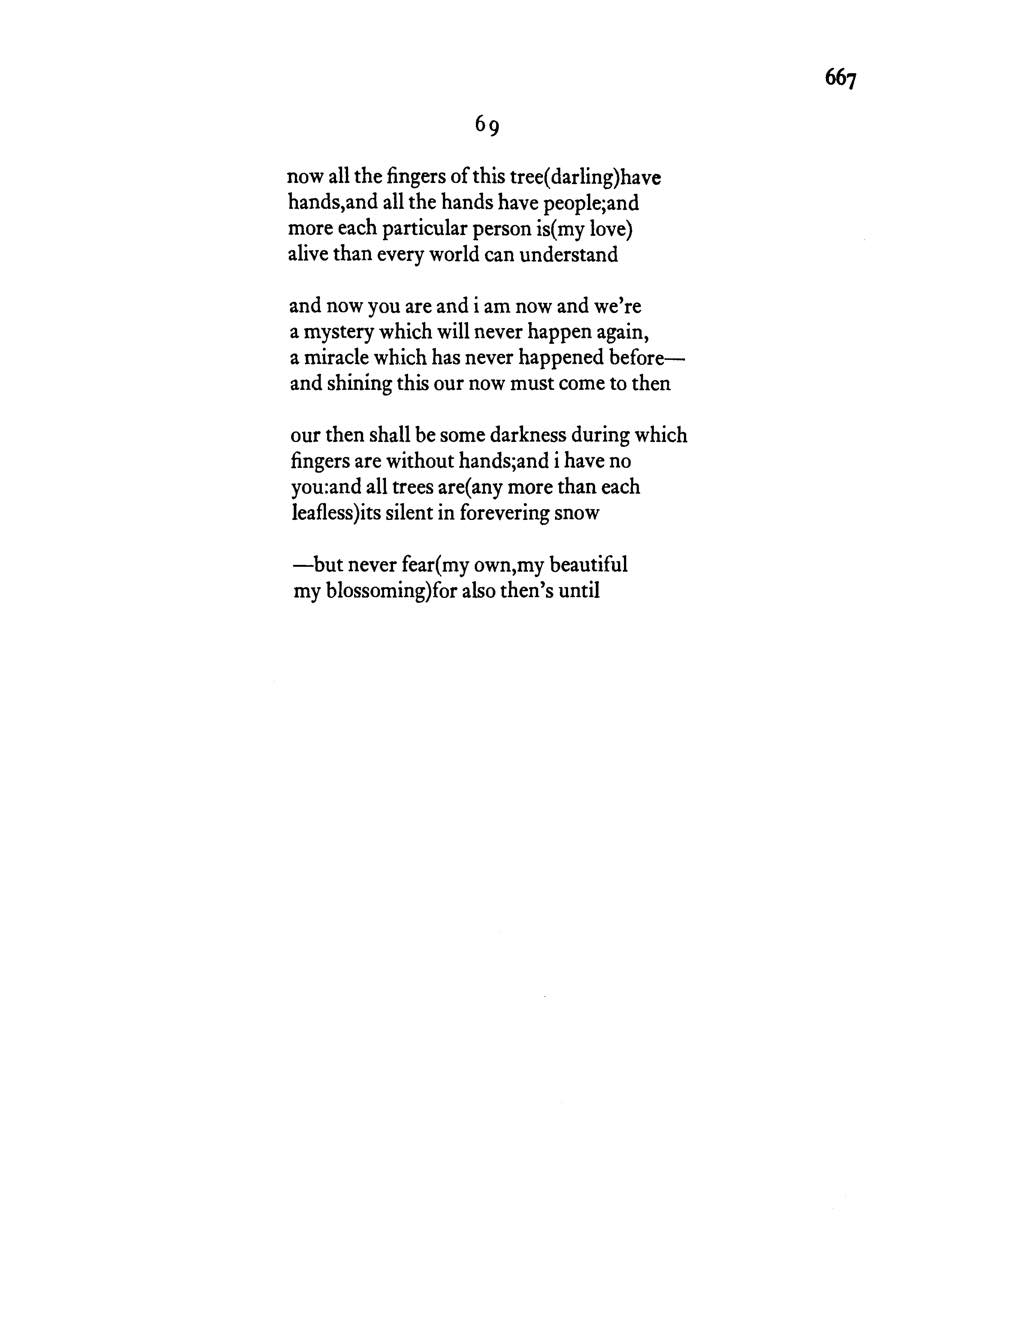 667
69
now all the fingers of this tree(darling)have
hands,and all the hands have people;and
more each particular person is(my love)
alive than every world can understand
and now you are and i am now and we're
a mystery which will never happen again,
a miracle which has never happened before—
and shining this our now must come to then
our then shall be some darkness during which
fingers are without hands;and i have no
you:and all trees are(any more than each
leafless)its silent in forevering snow
—but never fear(my own,my beautiful
my blossoming)for also then's until